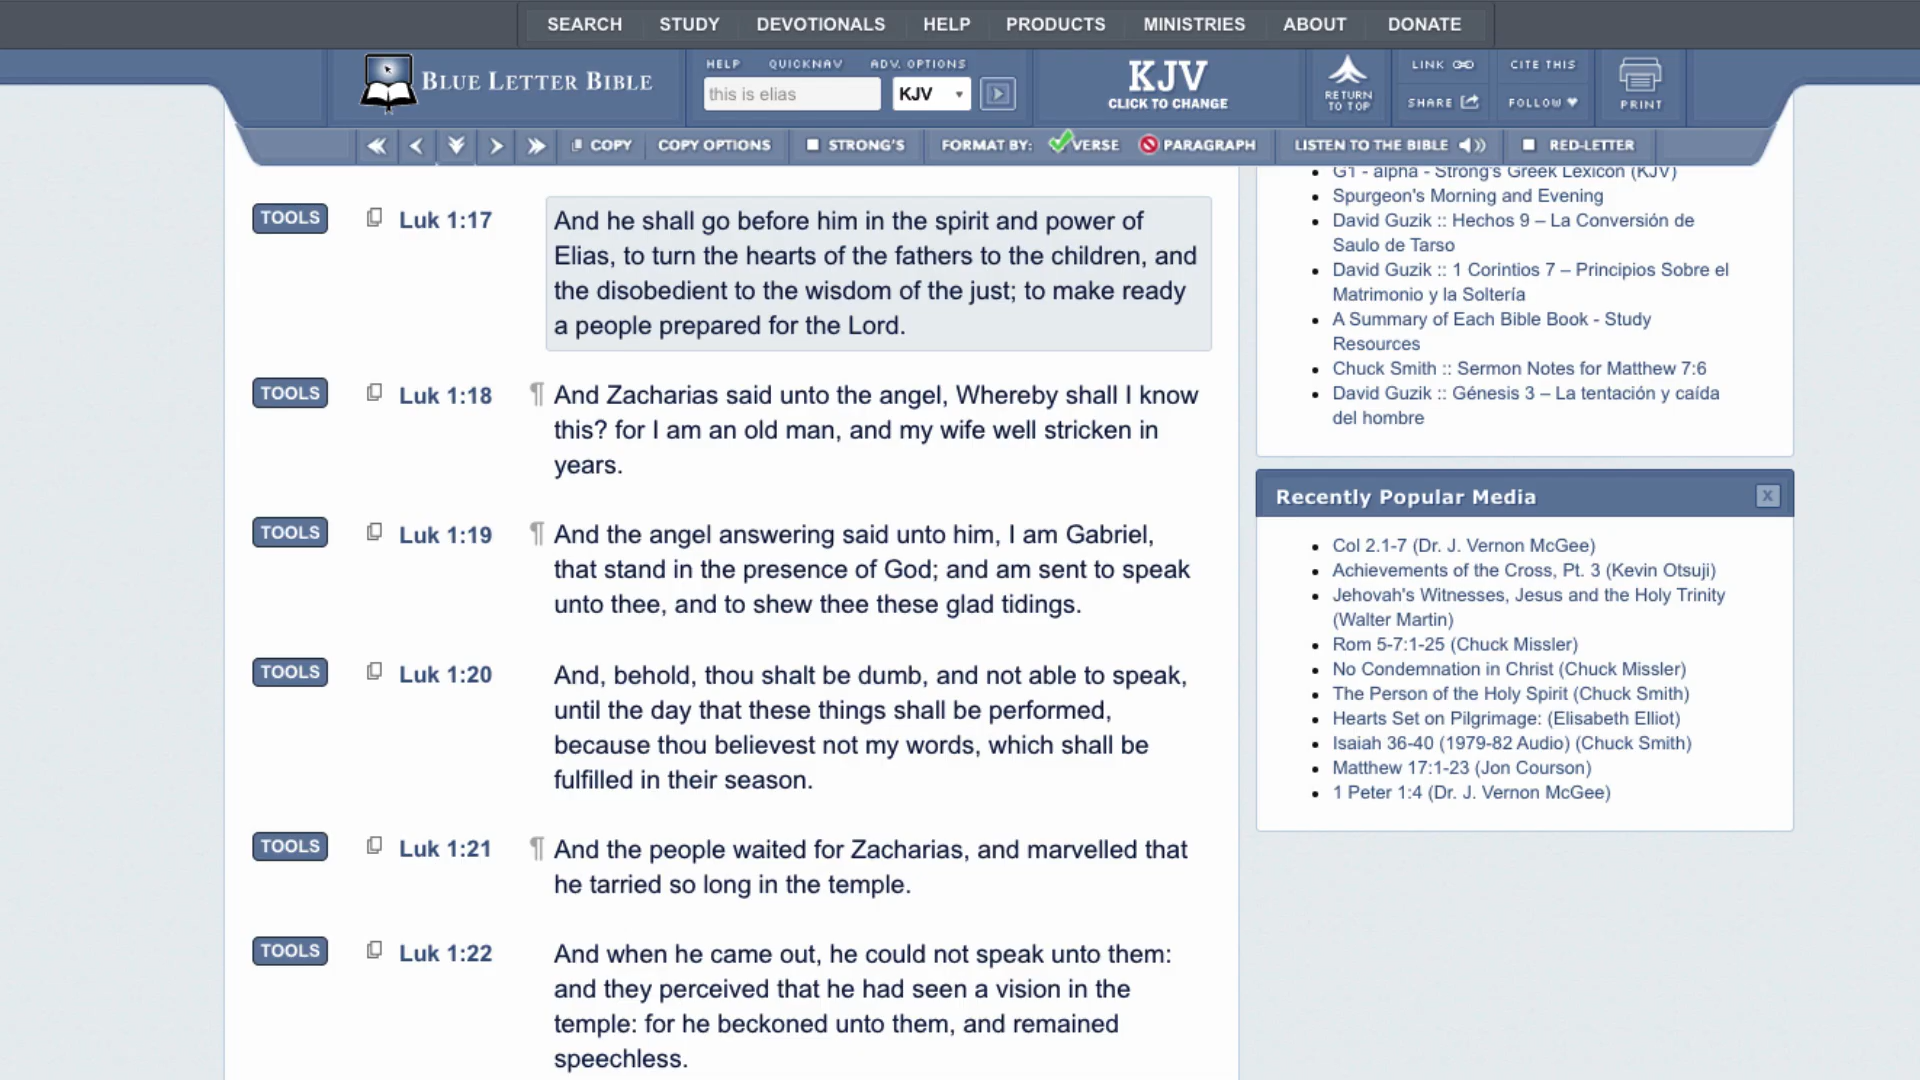 SEARCH STUDY DEVOTIONALS HELP PRODUCTS MINISTRIES ABOUT DONATE
BLUE LETTER BIBLE
HELP QUICKNAV ADV. OPTIONS
this is elias KJV
KJV
CLICK TO CHANGE
RETURN
TO TOP
LINK CITE THIS
SHARE FOLLOW
PRINT
COPY COPY OPTIONS STRONG'S FORMAT BY: VERSE PARAGRAPH LISTEN TO THE BIBLE RED-LETTER
TOOLS Luk 1:17 And he shall go before him in the spirit and power of
Elias, to turn the hearts of the fathers to the children, and
the disobedient to the wisdom of the just; to make ready
a people prepared for the Lord.
TOOLS Luk 1:18 ¶ And Zacharias said unto the angel, Whereby shall I know
this? for I am an old man, and my wife well stricken in
years.
TOOLS Luk 1:19 ¶ And the angel answering said unto him, I am Gabriel,
that stand in the presence of God; and am sent to speak
unto thee, and to shew thee these glad tidings.
TOOLS Luk 1:20 And, behold, thou shalt be dumb, and not able to speak,
until the day that these things shall be performed,
because thou believest not my words, which shall be
fulfilled in their season.
TOOLS Luk 1:21 ¶ And the people waited for Zacharias, and marvelled that
he tarried so long in the temple.
TOOLS Luk 1:22 And when he came out, he could not speak unto them:
and they perceived that he had seen a vision in the
temple: for he beckoned unto them, and remained
speechless.
G1 - alpha - Strong's Greek Lexicon (KJV)
Spurgeon's Morning and Evening
David Guzik :: Hechos 9 – La Conversión de
Saulo de Tarso
David Guzik :: 1 Corintios 7 – Principios Sobre el
Matrimonio y la Soltería
A Summary of Each Bible Book - Study
Resources
Chuck Smith :: Sermon Notes for Matthew 7:6
David Guzik :: Génesis 3 – La tentación y caída
del hombre
Recently Popular Media X
Col 2.1-7 (Dr. J. Vernon McGee)
Achievements of the Cross, Pt. 3 (Kevin Otsuji)
Jehovah's Witnesses, Jesus and the Holy Trinity
(Walter Martin)
Rom 5-7:1-25 (Chuck Missler)
No Condemnation in Christ (Chuck Missler)
The Person of the Holy Spirit (Chuck Smith)
Hearts Set on Pilgrimage: (Elisabeth Elliot)
Isaiah 36-40 (1979-82 Audio) (Chuck Smith)
Matthew 17:1-23 (Jon Courson)
1 Peter 1:4 (Dr. J. Vernon McGee)